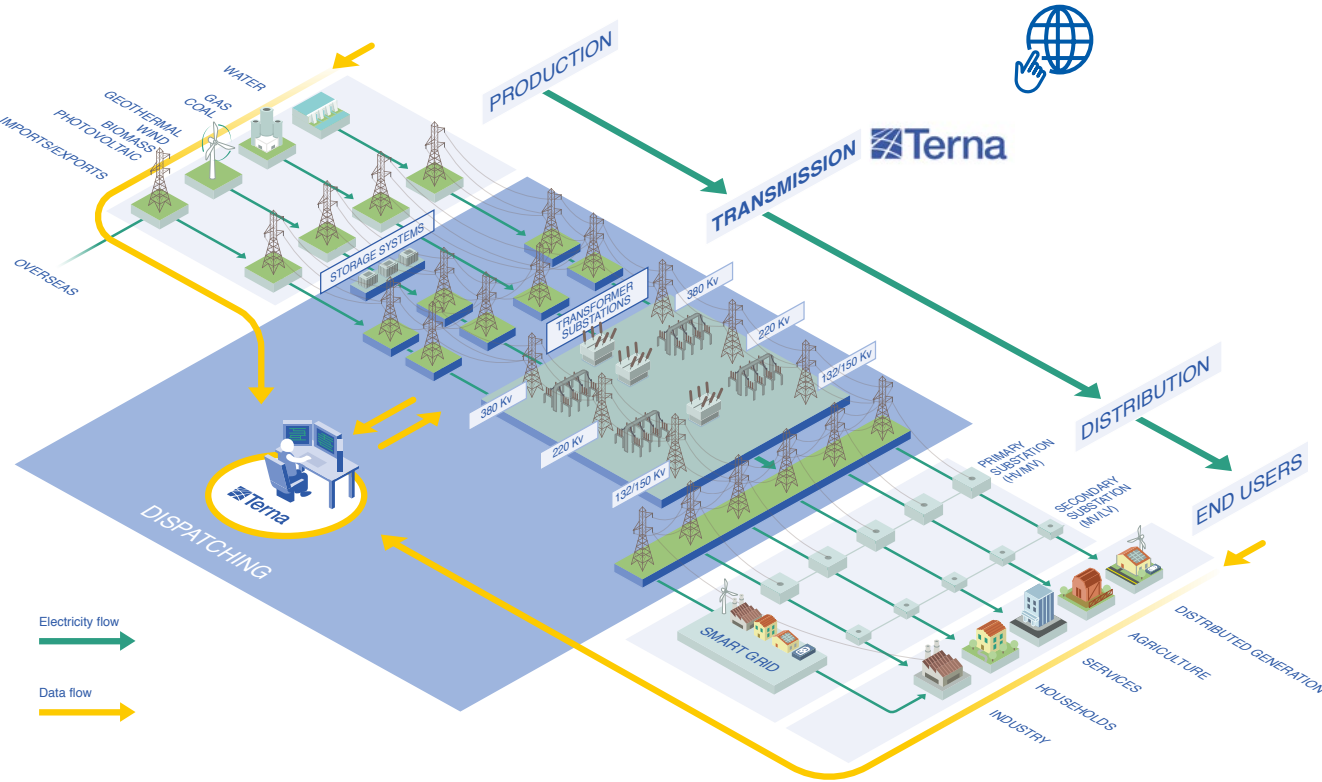 PRODUCTION
TRANSMISSION
Terna
DISTRIBUTION
END USERS
WATER
GAS
COAL
GEOTHERMAL
WIND
BIOMASS
PHOTOVOLTAIC
IMPORTS/EXPORTS
OVERSEAS
STORAGE SYSTEMS
TRANSFORMER
SUBSTATIONS
380 Kv
220 Kv
132/150 Kv
380 Kv
220 Kv
132/150 Kv
PRIMARY
SUBSTATION
(HV/MV)
SECONDARY
SUBSTATION
(MV/LV)
Terna
DISPATCHING
SMART GRID
DISTRIBUTED GENERATION
AGRICULTURE
SERVICES
HOUSEHOLDS
INDUSTRY
Electricity flow
Data flow